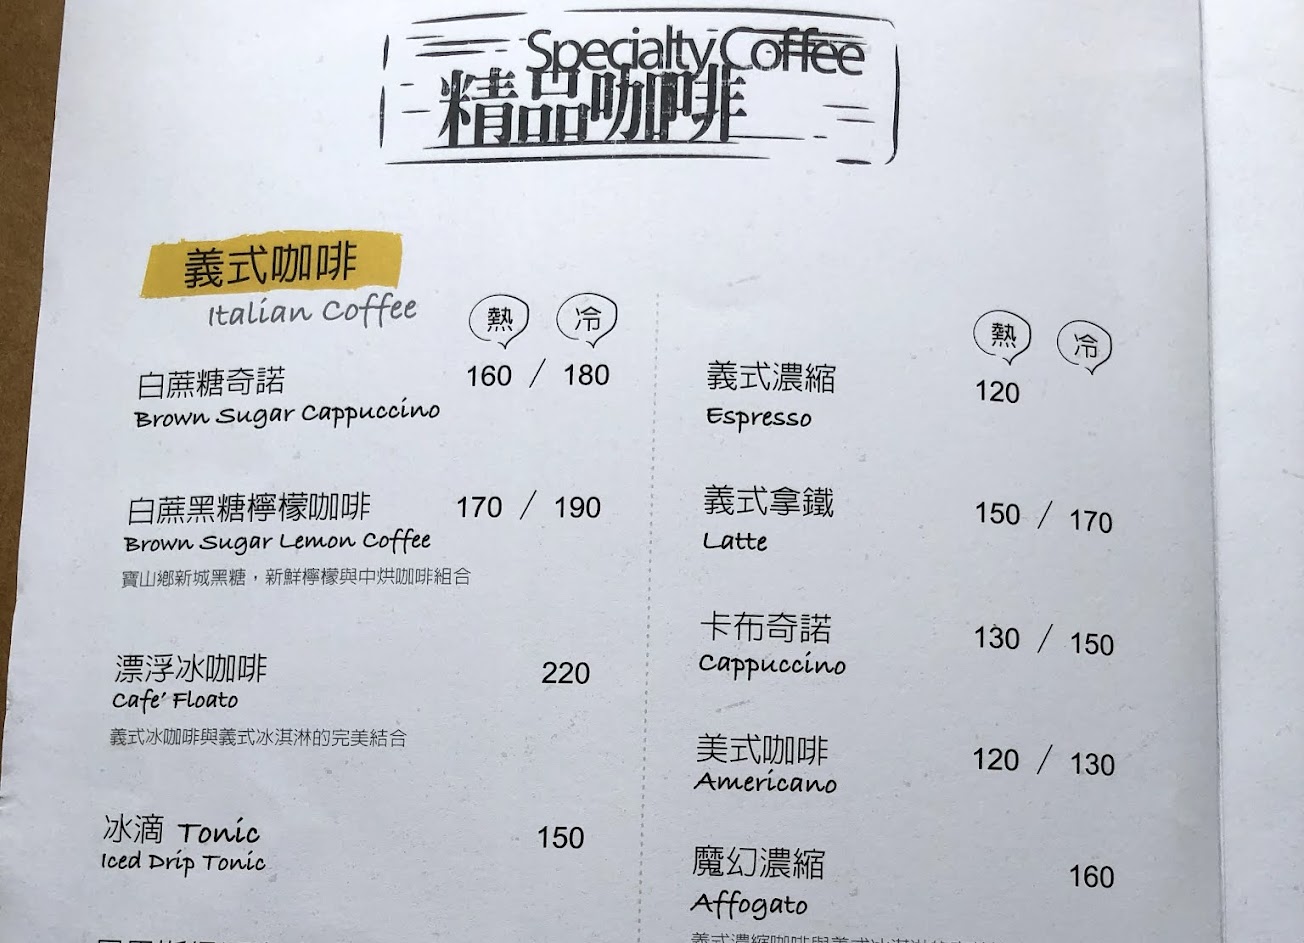 Specialty Coffee
精品咖啡
義式咖啡
Italian Coffee
熱 冷
白蔗糖奇諾 160 / 180
Brown Sugar Cappuccino
白蔗黑糖檸檬咖啡 170 / 190
Brown Sugar Lemon Coffee
寶山鄉新城黑糖，新鮮檸檬與中烘咖啡組合
漂浮冰咖啡 220
Cafe' Floato
義式冰咖啡與義式冰淇淋的完美結合
冰滴 Tonic 150
Iced Drip Tonic
熱 冷
義式濃縮 120
Espresso
義式拿鐵 150 / 170
Latte
卡布奇諾 130 / 150
Cappuccino
美式咖啡 120 / 130
Americano
魔幻濃縮 160
Affogato